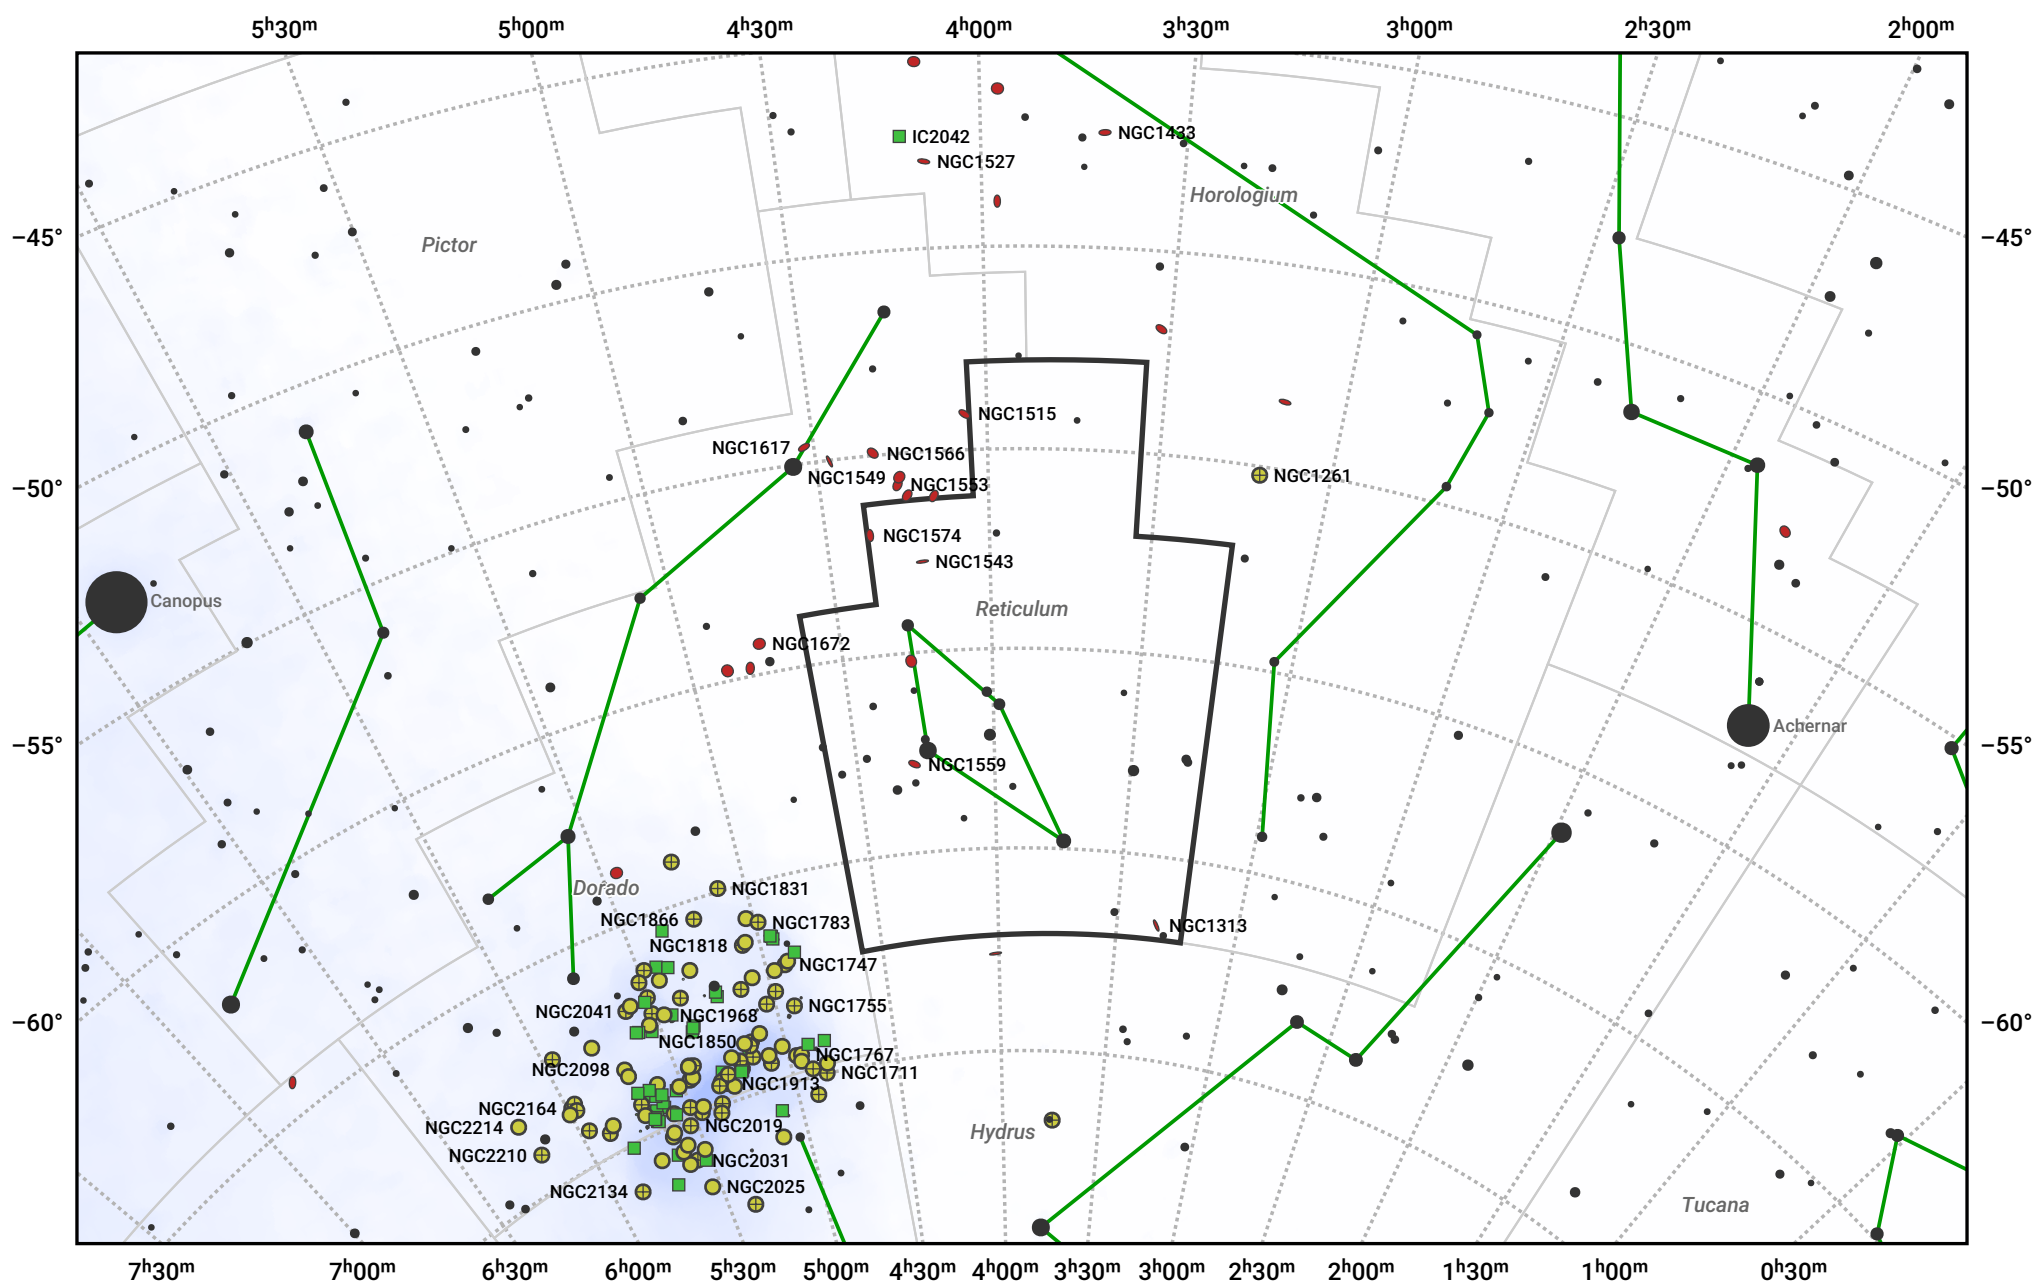 5h30m 5h00m 4h30m 4h00m 3h30m 3h00m 2h30m 2h00m
IC2042
NGC1433
NGC1527
Horologium
−45°
Pictor
−45°
NGC1515
NGC1617
NGC1566
NGC1549
NGC1553
NGC1261
−50°
−50°
NGC1574
NGC1543
Canopus
Reticulum
NGC1672
Achernar
−55°
−55°
NGC1559
Dorado
NGC1831
NGC1866
NGC1783
NGC1313
NGC1818
NGC1747
NGC1755
NGC2041
NGC1968
−60°
−60°
NGC1850
NGC1767
NGC2098
NGC1711
NGC1913
NGC2164
NGC2214
NGC2019
Hydrus
NGC2210
NGC2031
NGC2134
NGC2025
Tucana
7h30m 7h00m 6h30m 6h00m 5h30m 5h00m 4h30m 4h00m 3h30m 3h00m 2h30m 2h00m 1h30m 1h00m 0h30m